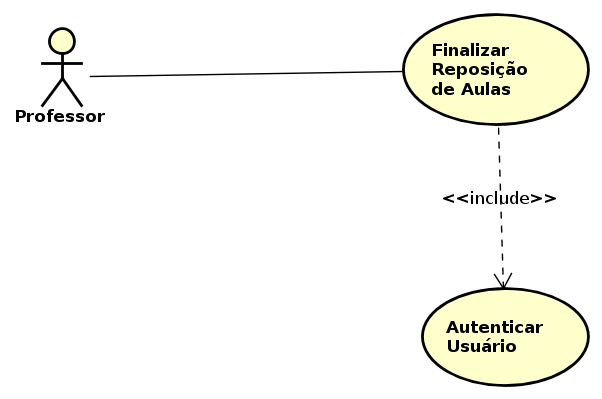 Finalizar
Reposição
de Aulas
Professor
<<include>>
Autenticar
Usuário